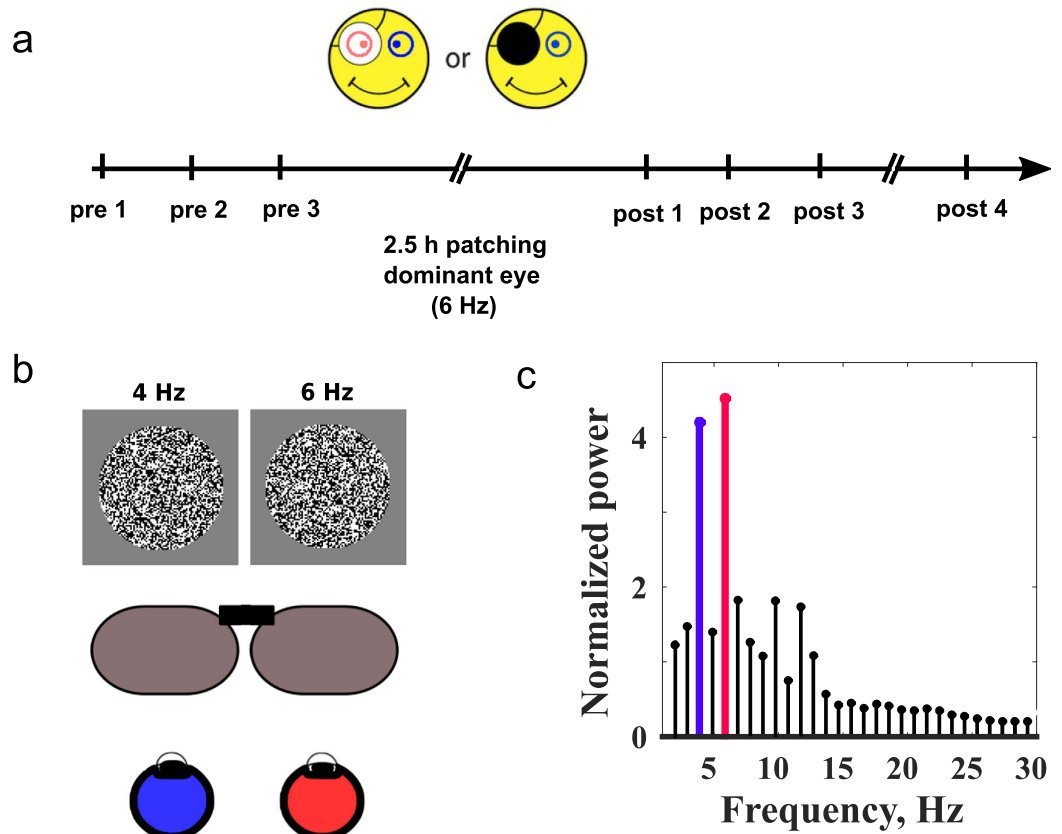 a
or
pre 1
pre 2
pre 3
post 1
post 2
post 3
post 4
2.5 h patching
dominant eye
(6 Hz)
b
4 Hz
6 Hz
c
Normalized power
4
2
0
5
10
15
20
25
30
Frequency, Hz